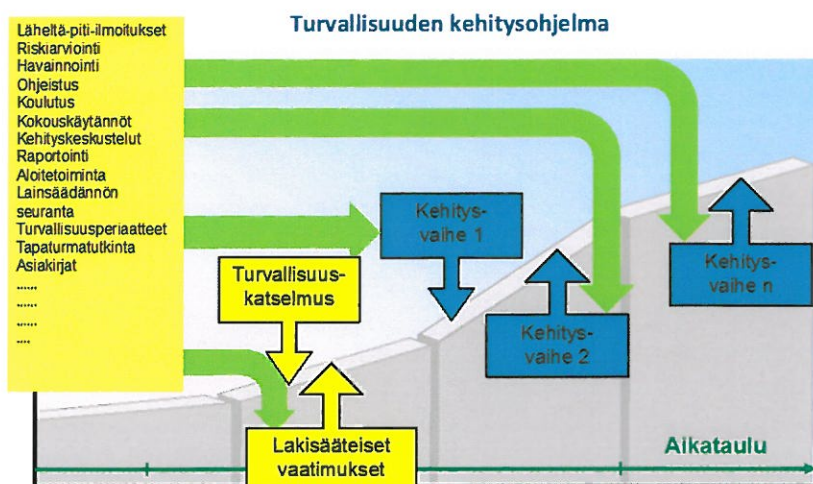 Turvallisuuden kehitysohjelma
Läheltä-piti-ilmoitukset
Riskiarviointi
Havainnointi
Ohjeistus
Koulutus
Kokouskäytännöt
Kehityskeskustelut
Raportointi
Aloitetoiminta
Lainsäädännön
seuranta
Turvallisuusperiaatteet
Tapaturmatutkinta
Asiakirjat
......
......
......
....
Kehitys-
vaihe 1
Turvallisuus-
katselmus
Kehitys-
vaihe n
Kehitys-
vaihe 2
Lakisääteiset
vaatimukset
Aikataulu